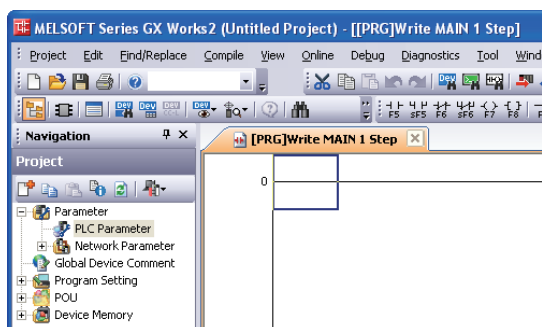 MELSOFT Series GX Works2 (Untitled Project) - [[PRG]Write MAIN 1 Step]
Project Edit Find/Replace Compile View Online Debug Diagnostics Tool Wind
F5 sF5 F6 sF6 F7 F8
Navigation
[PRG]Write MAIN 1 Step
Project
0
Parameter
PLC Parameter
Network Parameter
Global Device Comment
Program Setting
POU
Device Memory